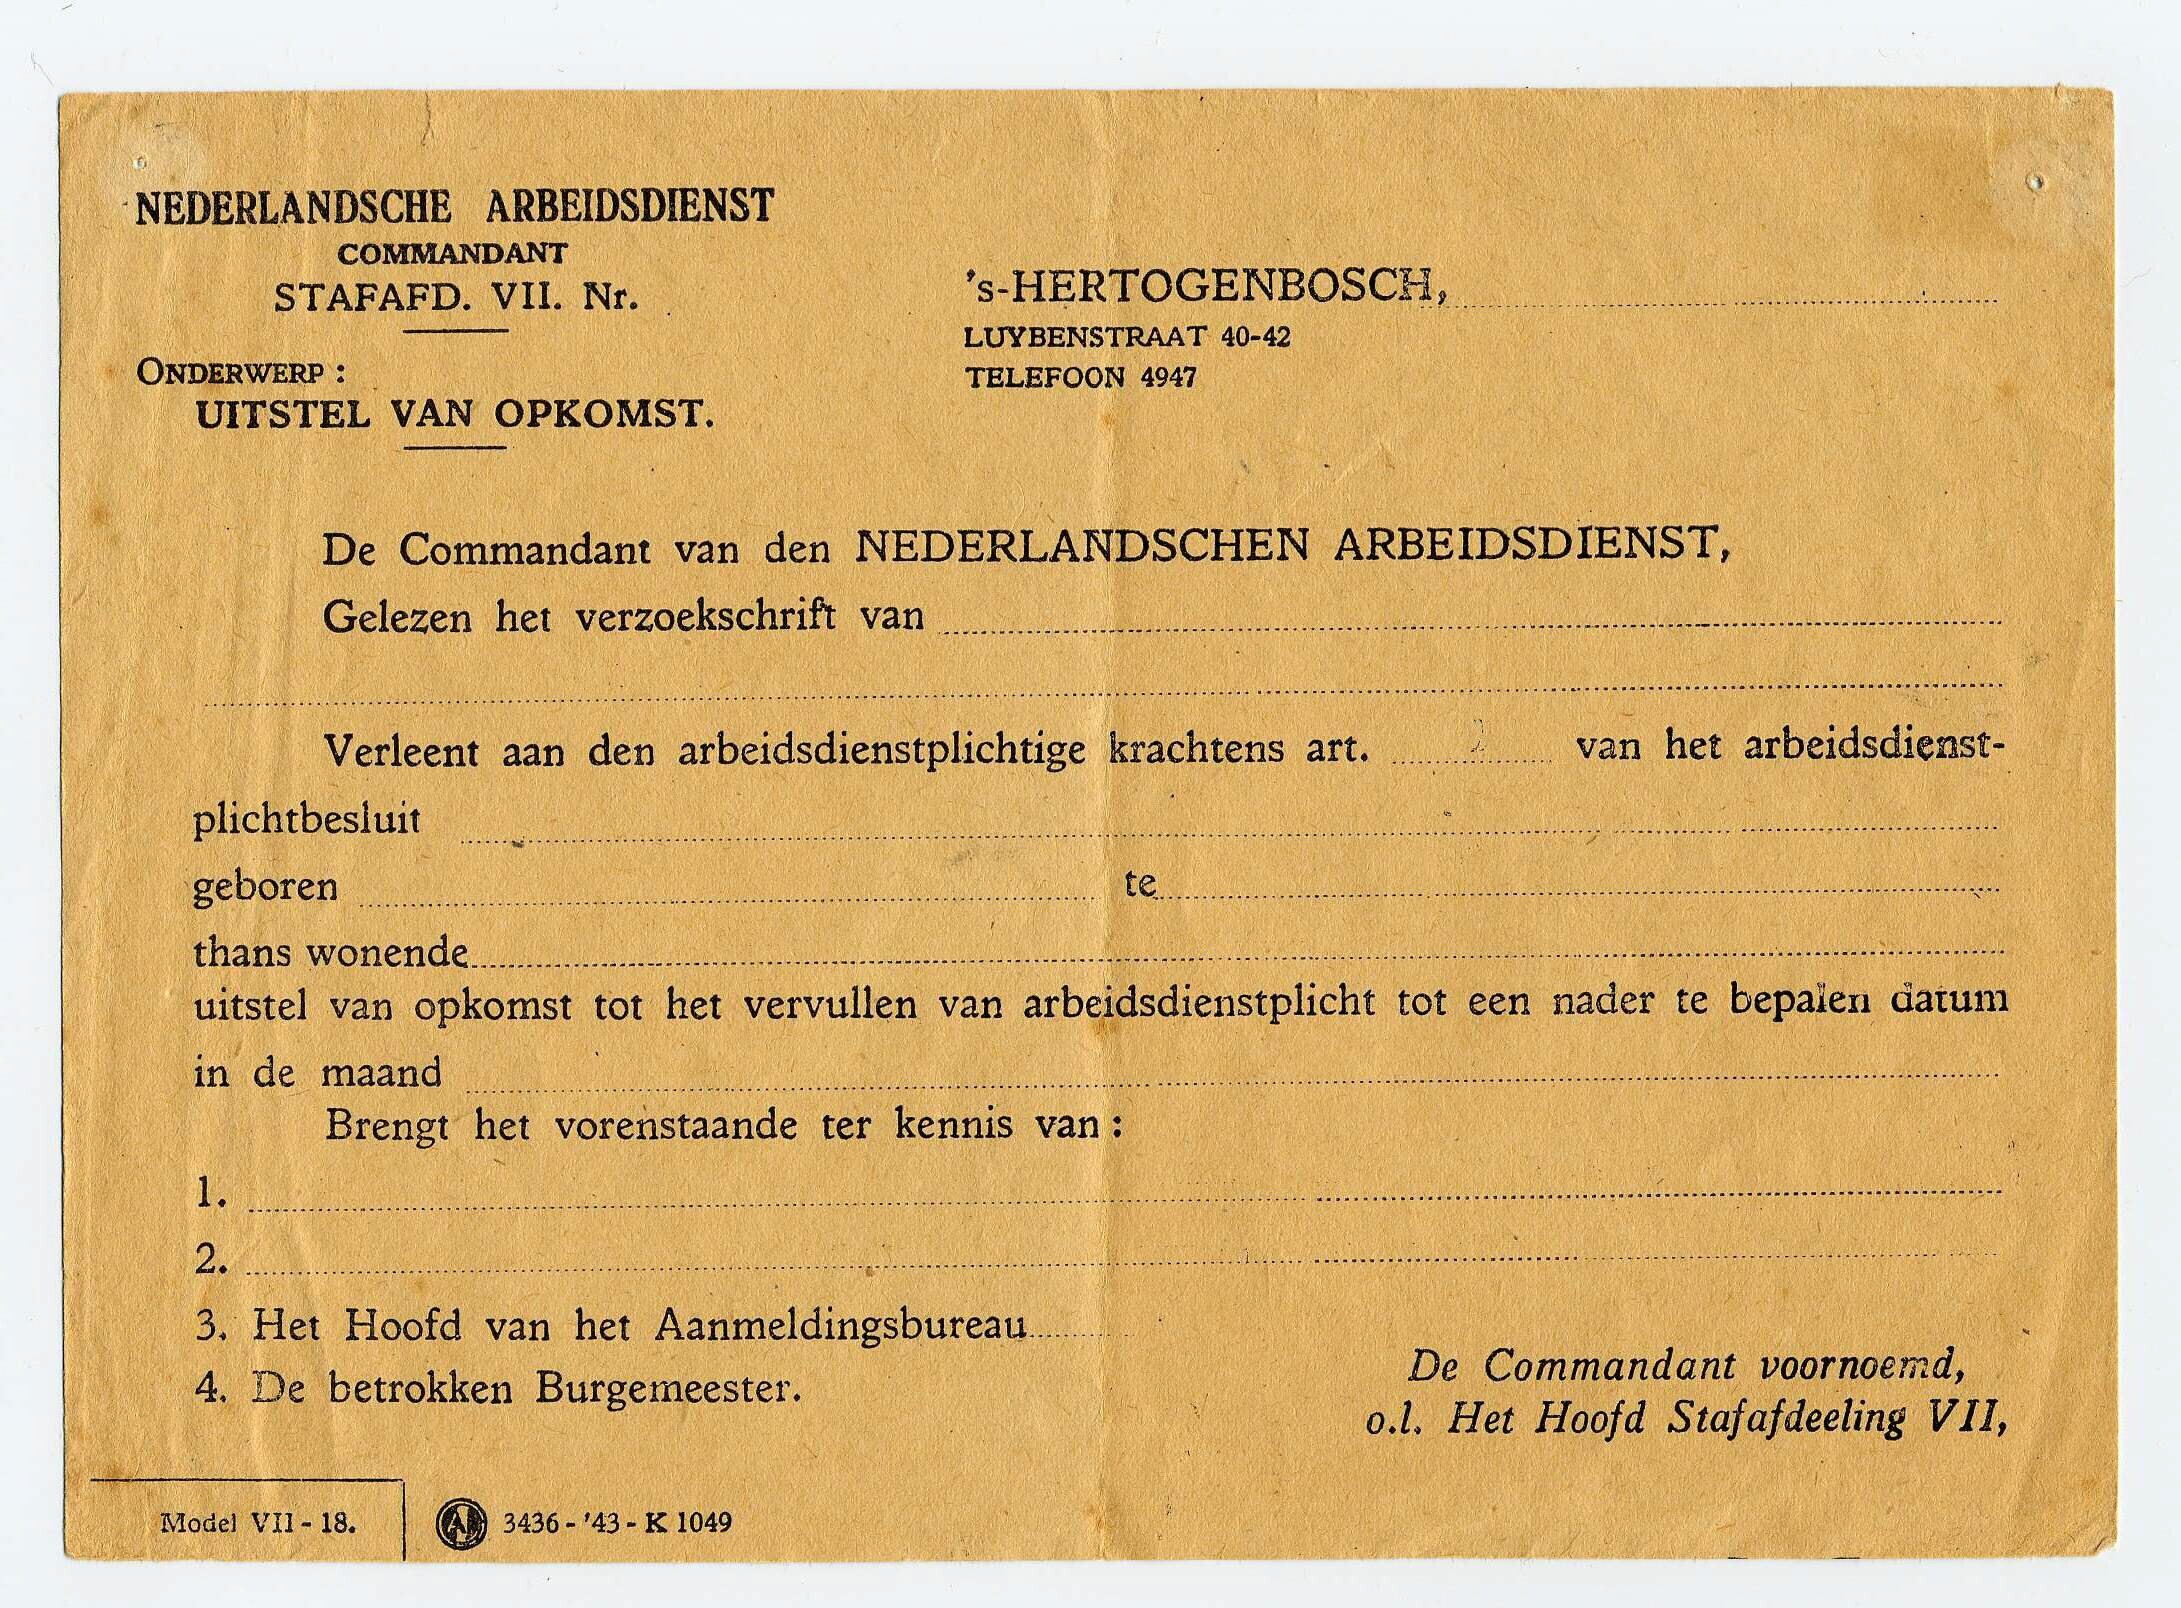 NEDERLANDSCHE ARBEIDSDIENST
COMMANDANT
STAFAFD. VII. Nr.
ONDERWERP :
UITSTEL VAN OPKOMST.
's-HERTOGENBOSCH,
LUYBENSTRAAT 40-42
TELEFOON 4947
De Commandant van den NEDERLANDSCHEN ARBEIDSDIENST,
Gelezen het verzoekschrift van
Verleent aan den arbeidsdienstplichtige krachtens art. 2 van het arbeidsdienst-
plichtbesluit
geboren te
thans wonende
uitstel van opkomst tot het vervullen van arbeidsdienstplicht tot een nader te bepalen datum
in de maand
Brengt het vorenstaande ter kennis van :
1.
2.
3. Het Hoofd van het Aanmeldingsbureau
4. De betrokken Burgemeester.
De Commandant voornoemd,
o.l. Het Hoofd Stafafdeeling VII,
Model VII - 18.
3436 - '43 - K 1049